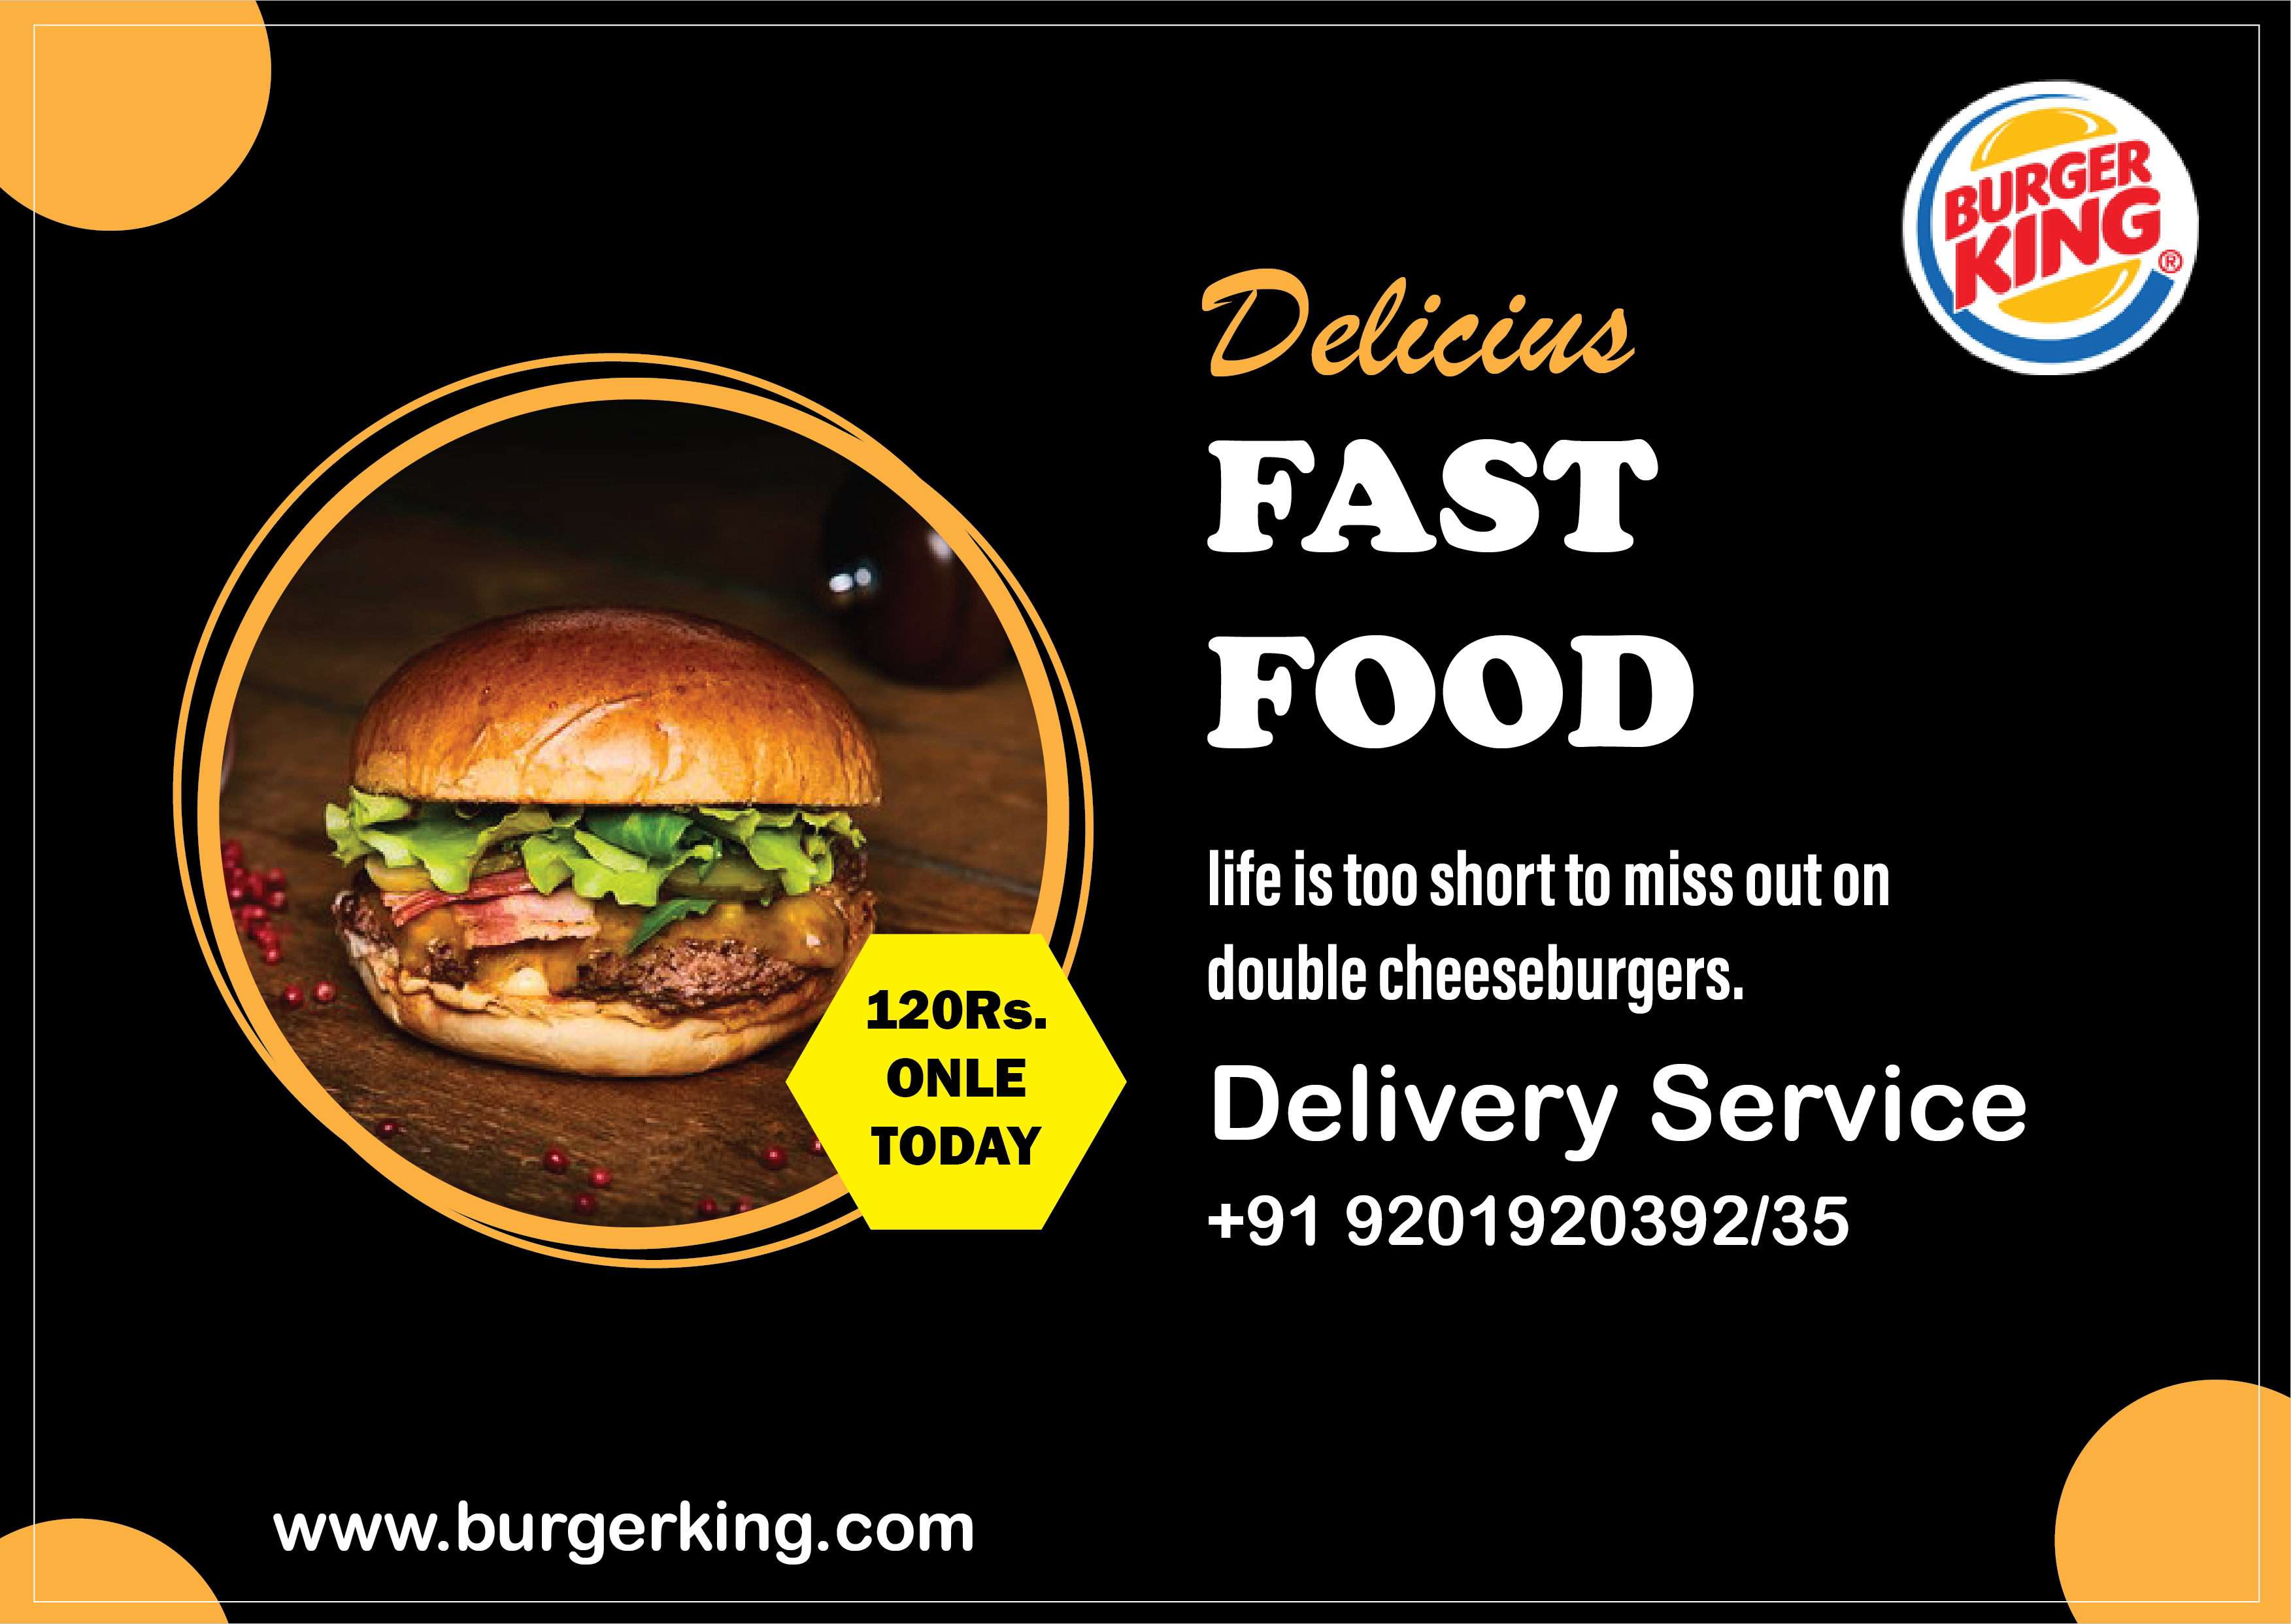 BURGER
KING®
Delicius
FAST
FOOD
life is too short to miss out on
double cheeseburgers.
120Rs.
ONLE
TODAY
Delivery Service
+91 9201920392/35
www.burgerking.com